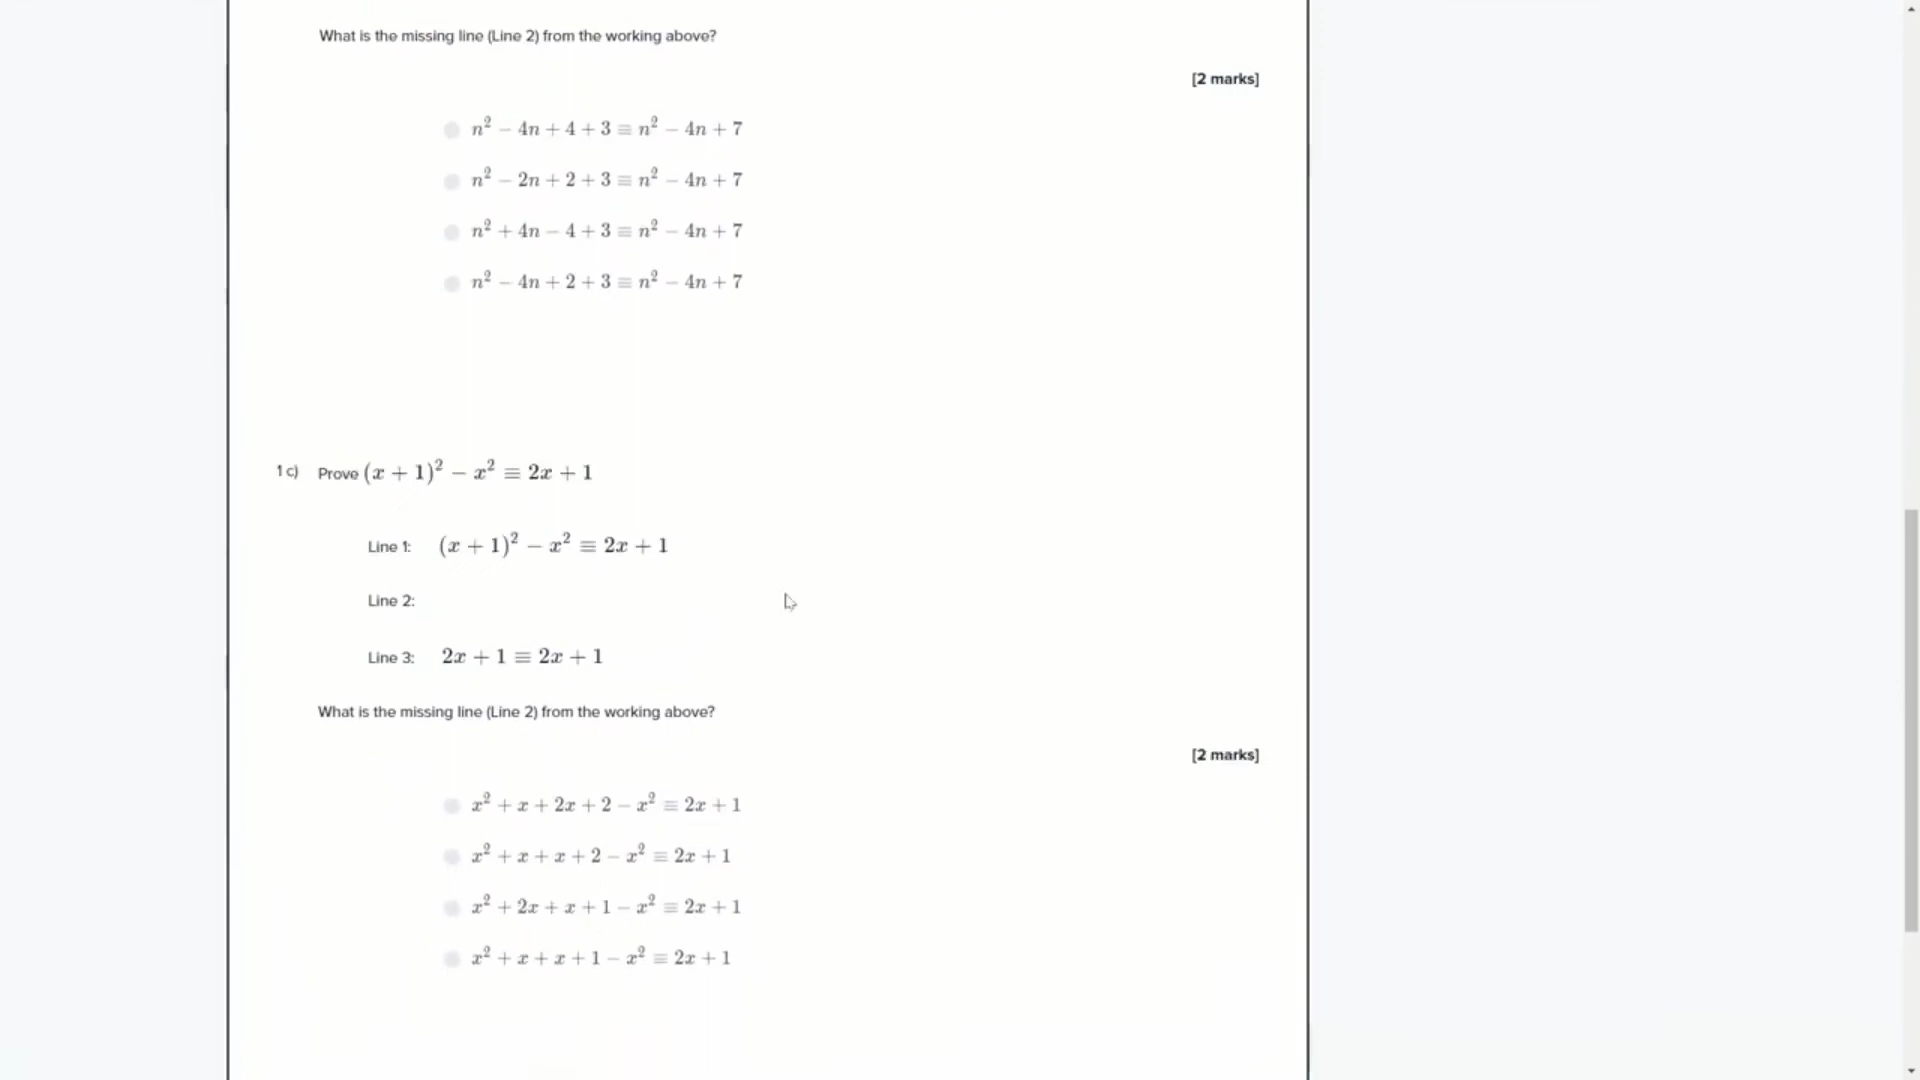 What is the missing line (Line 2) from the working above?
[2 marks]
n² − 4n + 4 + 3 ≡ n² − 4n + 7
n² − 2n + 2 + 3 ≡ n² − 4n + 7
n² + 4n − 4 + 3 ≡ n² − 4n + 7
n² − 4n + 2 + 3 ≡ n² − 4n + 7
1 c) Prove (x + 1)² − x² ≡ 2x + 1
Line 1: (x + 1)² − x² ≡ 2x + 1
Line 2:
Line 3: 2x + 1 ≡ 2x + 1
What is the missing line (Line 2) from the working above?
[2 marks]
x² + x + 2x + 2 − x² ≡ 2x + 1
x² + x + x + 2 − x² ≡ 2x + 1
x² + 2x + x + 1 − x² ≡ 2x + 1
x² + x + x + 1 − x² ≡ 2x + 1